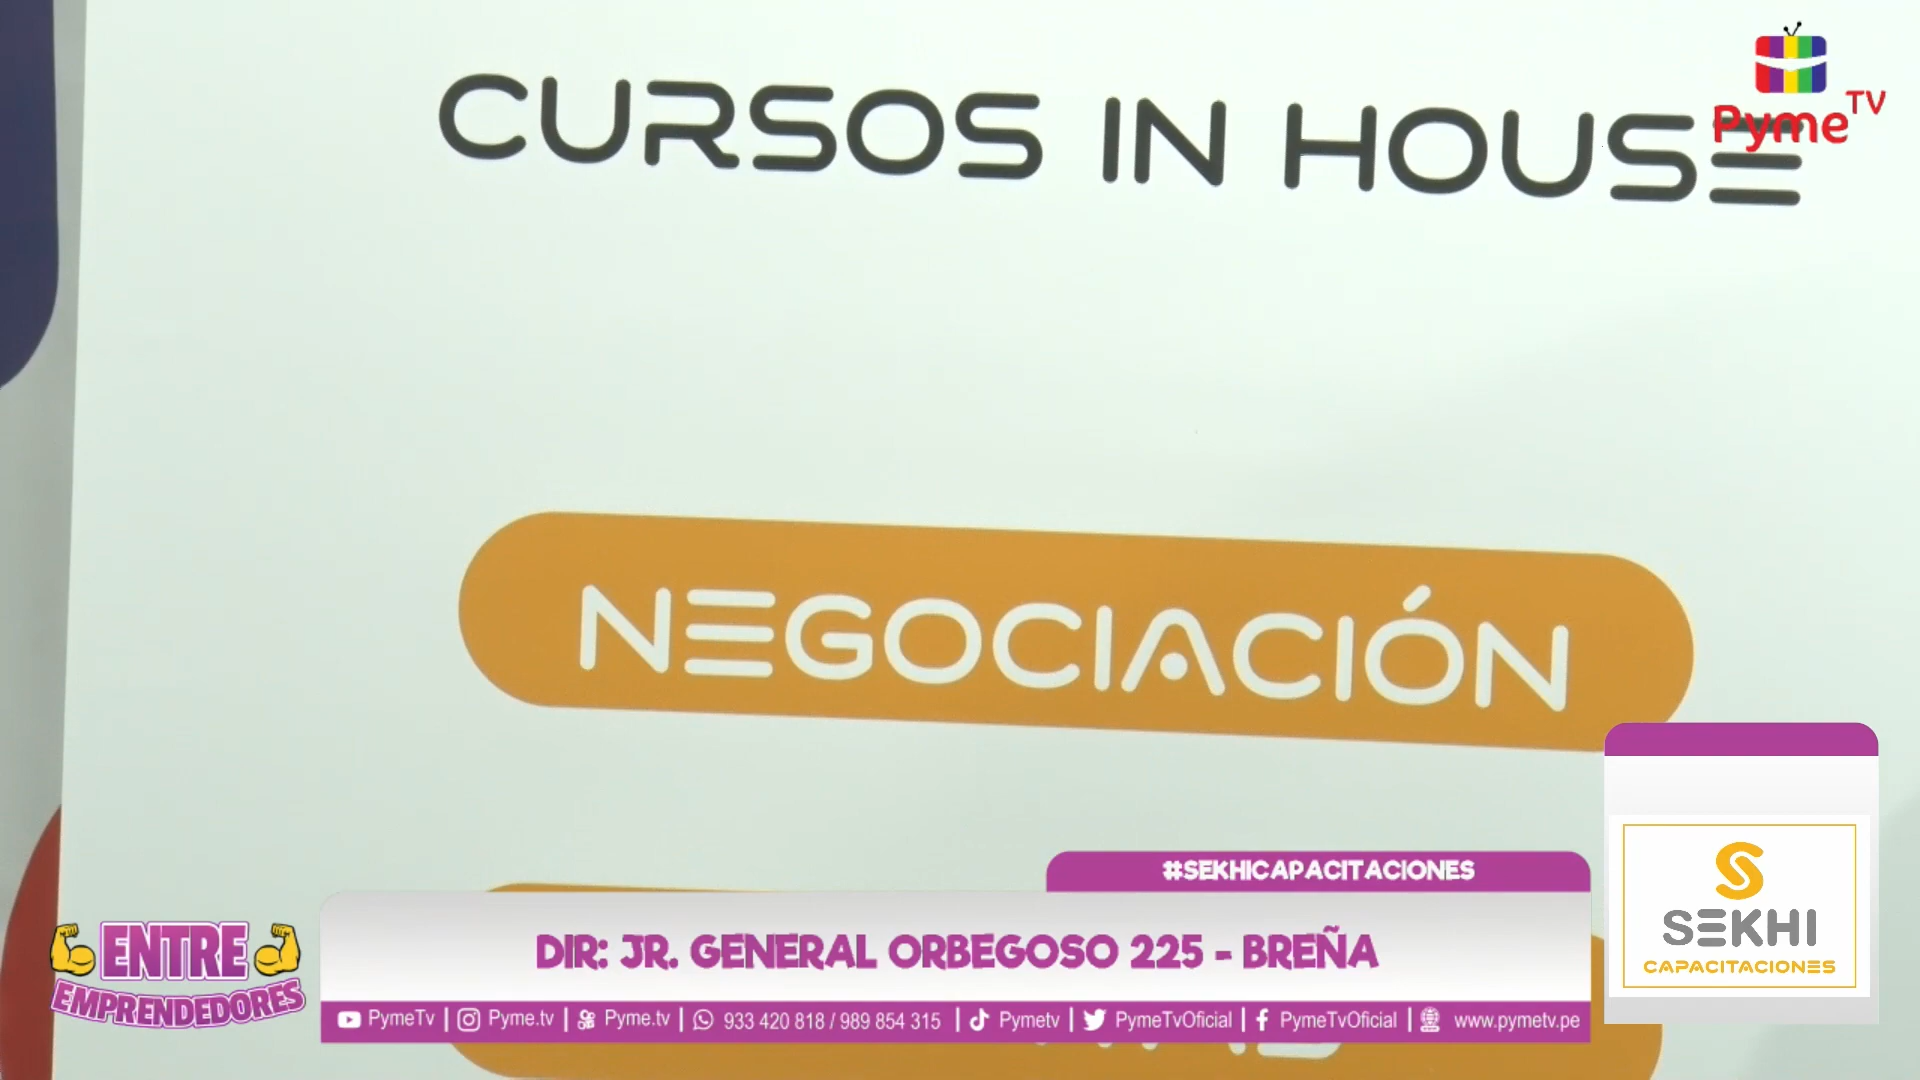 CURSOS IN HOUSE
Pyme TV
NEGOCIACIÓN
#SEKHICAPACITACIONES
DIR: JR. GENERAL ORBEGOSO 225 - BREÑA
ENTRE
EMPRENDEDORES
SEKHI
CAPACITACIONES
PymeTv | Pyme.tv | Pyme.tv | 933 420 818 / 989 854 315 | Pymetv | PymeTvOficial | PymeTvOficial | www.pymetv.pe